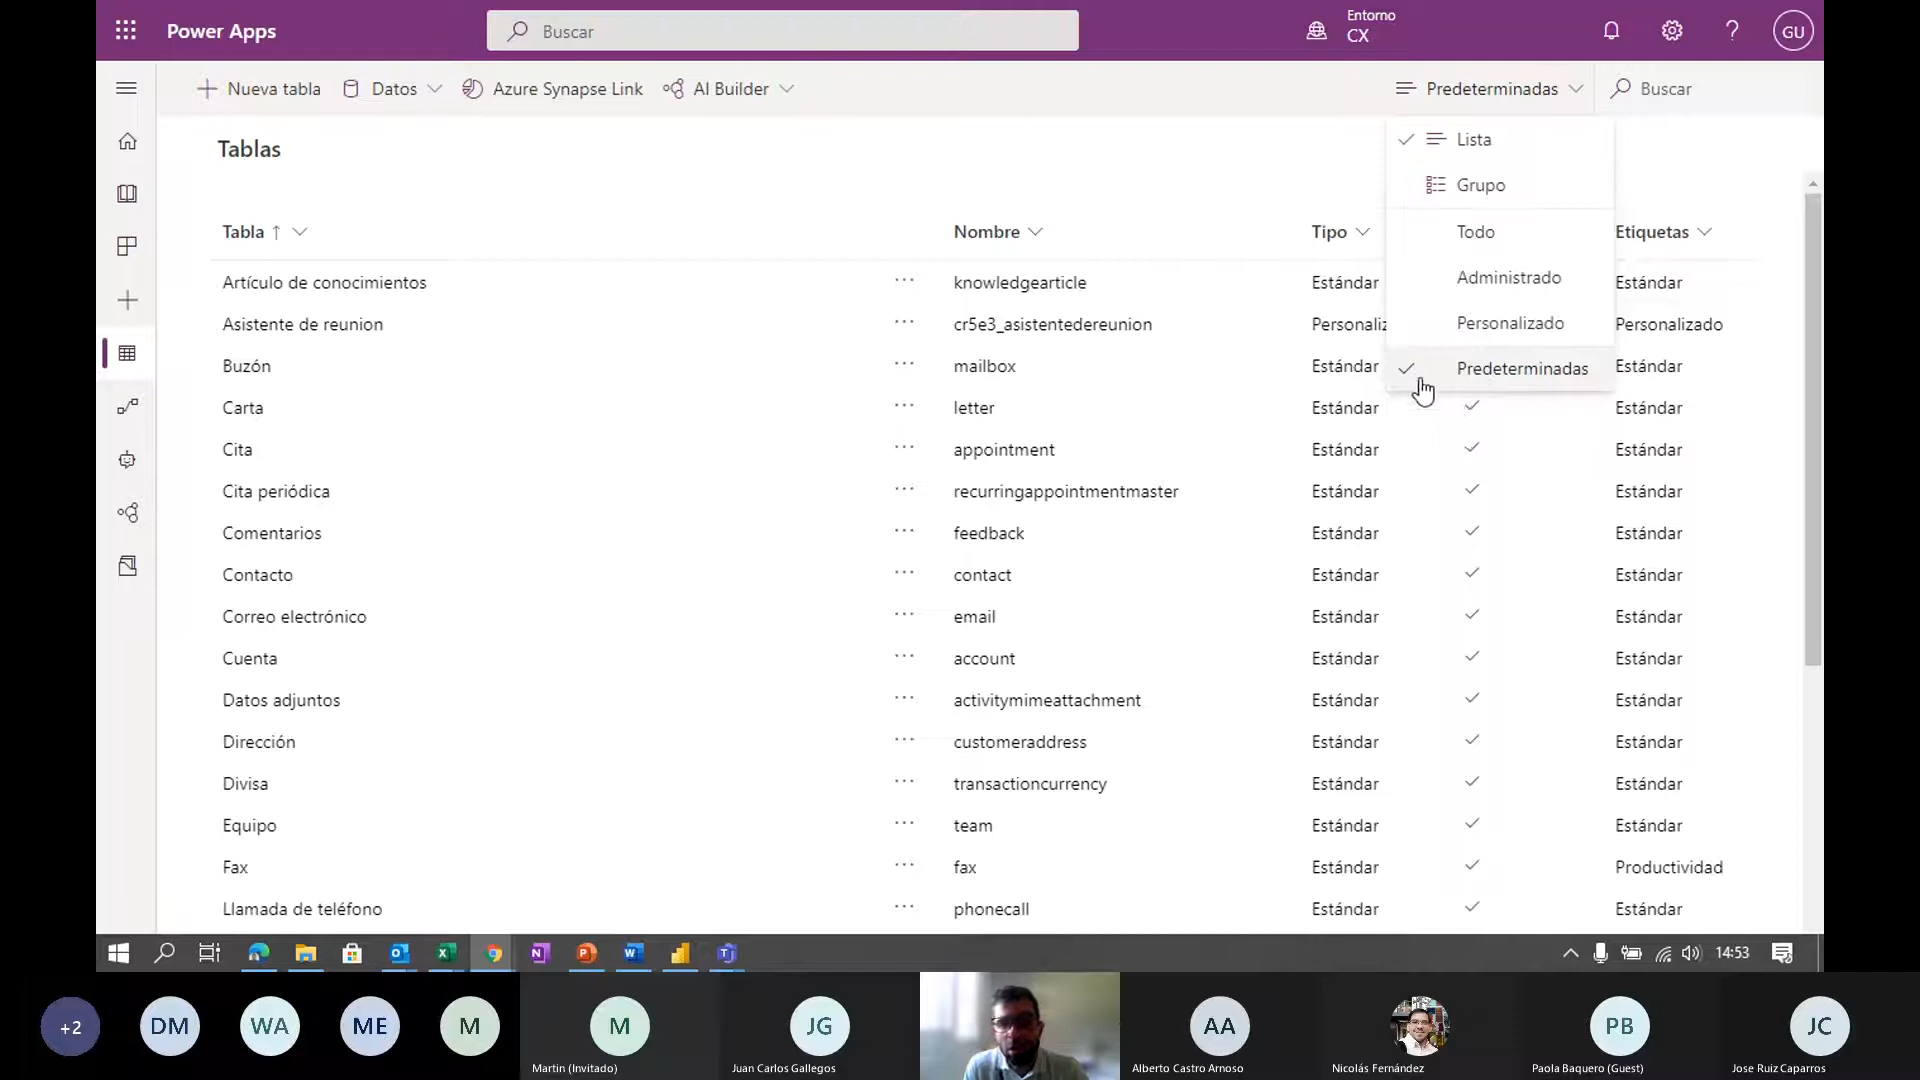 Power Apps
Buscar
Entorno
CX
GU
Nueva tabla
Datos
Azure Synapse Link
AI Builder
Predeterminadas
Buscar
Tablas
Lista
Grupo
Todo
Administrado
Personalizado
Predeterminadas
Tabla ↑ Nombre Tipo Etiquetas
Artículo de conocimientos ... knowledgearticle Estándar Estándar
Asistente de reunion ... cr5e3_asistentedereunion Personaliz Personalizado
Buzón ... mailbox Estándar Estándar
Carta ... letter Estándar ✓ Estándar
Cita ... appointment Estándar ✓ Estándar
Cita periódica ... recurringappointmentmaster Estándar ✓ Estándar
Comentarios ... feedback Estándar ✓ Estándar
Contacto ... contact Estándar ✓ Estándar
Correo electrónico ... email Estándar ✓ Estándar
Cuenta ... account Estándar ✓ Estándar
Datos adjuntos ... activitymimeattachment Estándar ✓ Estándar
Dirección ... customeraddress Estándar ✓ Estándar
Divisa ... transactioncurrency Estándar ✓ Estándar
Equipo ... team Estándar ✓ Estándar
Fax ... fax Estándar ✓ Productividad
Llamada de teléfono ... phonecall Estándar ✓ Estándar
14:53
+2
DM
WA
ME
M
M
JG
AA
PB
JC
Martin (Invitado)
Juan Carlos Gallegos
Alberto Castro Arnoso
Nicolás Fernández
Paola Baquero (Guest)
Jose Ruiz Caparros